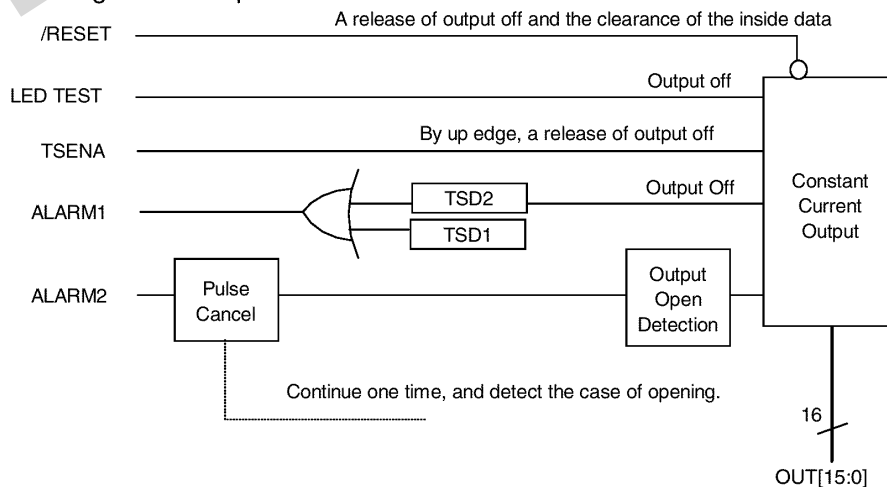 A release of output off and the clearance of the inside data
/RESET
LED TEST
Output off
TSENA
By up edge, a release of output off
ALARM1
TSD2
TSD1
Output Off
Constant
Current
Output
ALARM2
Pulse
Cancel
Output
Open
Detection
Continue one time, and detect the case of opening.
16
OUT[15:0]